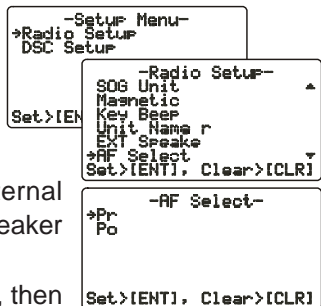 -Setup Menu-
→Radio Setup
DSC Setup
Set>[EN
-Radio Setup-
SOG Unit
Magnetic
Key Beep
Unit Name r
EXT Speake
→AF Select
Set>[ENT], Clear>[CLR]
ernal
eaker
, then
-AF Select-
→Pr
Po
Set>[ENT], Clear>[CLR]